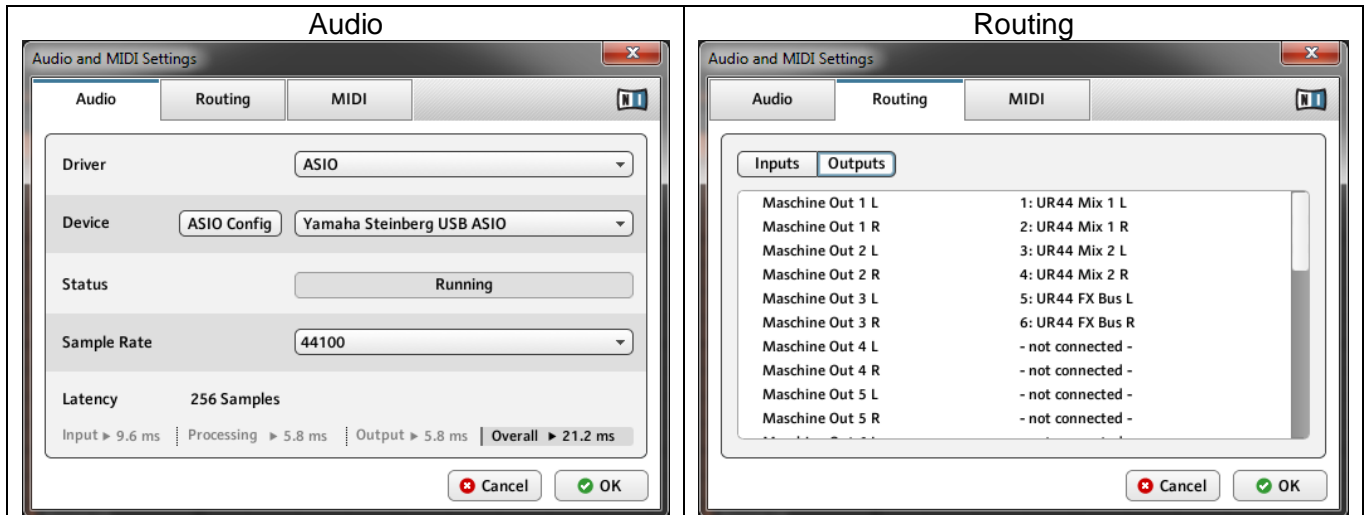 Audio
Audio and MIDI Settings
Audio Routing MIDI
Driver ASIO
Device ASIO Config Yamaha Steinberg USB ASIO
Status Running
Sample Rate 44100
Latency 256 Samples
Input ▸ 9.6 ms Processing ▸ 5.8 ms Output ▸ 5.8 ms Overall ▸ 21.2 ms
Cancel OK
Routing
Audio and MIDI Settings
Audio Routing MIDI
Inputs Outputs
Maschine Out 1 L 1: UR44 Mix 1 L
Maschine Out 1 R 2: UR44 Mix 1 R
Maschine Out 2 L 3: UR44 Mix 2 L
Maschine Out 2 R 4: UR44 Mix 2 R
Maschine Out 3 L 5: UR44 FX Bus L
Maschine Out 3 R 6: UR44 FX Bus R
Maschine Out 4 L - not connected -
Maschine Out 4 R - not connected -
Maschine Out 5 L - not connected -
Maschine Out 5 R - not connected -
Cancel OK